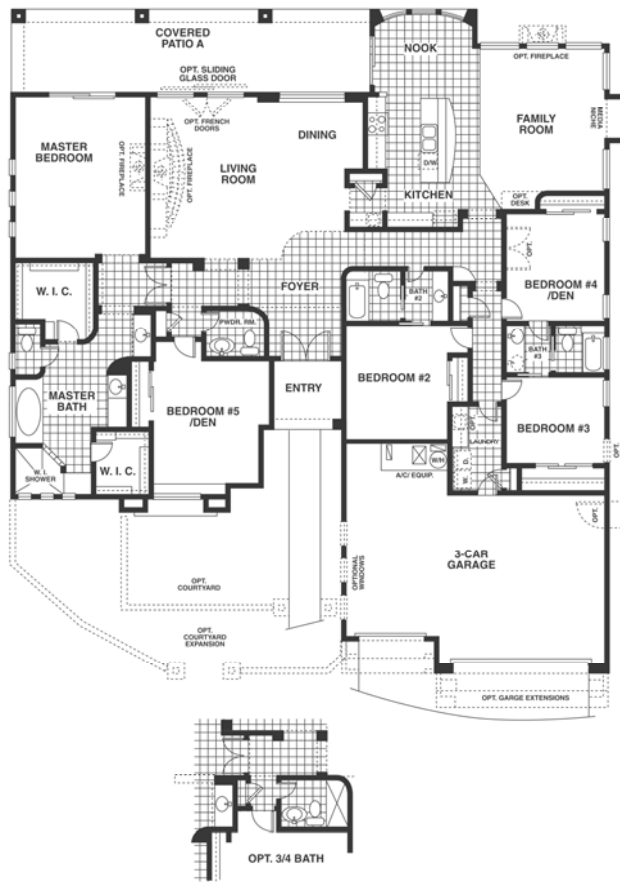 COVERED
PATIO A
OPT. SLIDING
GLASS DOOR
NOOK
OPT. FIREPLACE
FAMILY
ROOM
MEDIA
NICHE
OPT. FRENCH
DOORS
DINING
MASTER
BEDROOM
OPT. FIREPLACE
OPT. FIREPLACE
LIVING
ROOM
D/W
KITCHEN
OPT.
DESK
OPT.
BEDROOM #4
/DEN
W. I. C.
FOYER
BATH
#2
PWDR. RM.
BATH
#3
MASTER
BATH
BEDROOM #5
/DEN
ENTRY
BEDROOM #2
BEDROOM #3
OPT.
LAUNDRY
W. I. C.
W. I.
SHOWER
A/C/ EQUIP.
W/H
W. D.
OPT.
OPT.
3-CAR
GARAGE
OPTIONAL
WINDOWS
OPT.
COURTYARD
OPT.
COURTYARD
EXPANSION
OPT. GARGE EXTENSIONS
OPT. 3/4 BATH